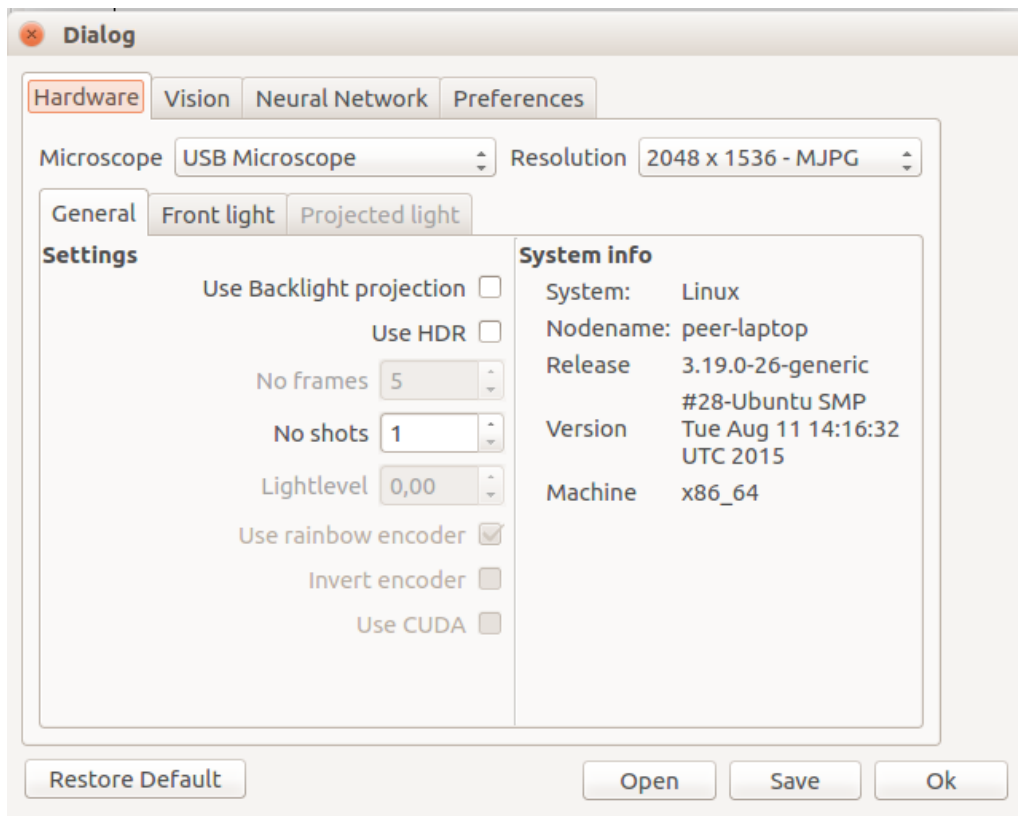 Dialog
Hardware Vision Neural Network Preferences
Microscope USB Microscope Resolution 2048 x 1536 - MJPG
General Front light Projected light
Settings
Use Backlight projection
Use HDR
No frames 5
No shots 1
Lightlevel 0,00
Use rainbow encoder
Invert encoder
Use CUDA
System info
System: Linux
Nodename: peer-laptop
Release 3.19.0-26-generic
Version #28-Ubuntu SMP
Tue Aug 11 14:16:32
UTC 2015
Machine x86_64
Restore Default Open Save Ok